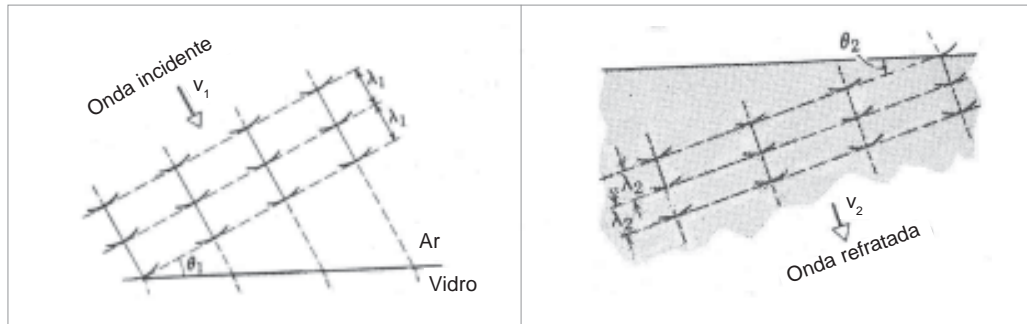 Onda incidente
v₁
λ₁
λ₁
θ₁
Ar
Vidro
θ₂
λ₂
λ₂
v₂
Onda refratada